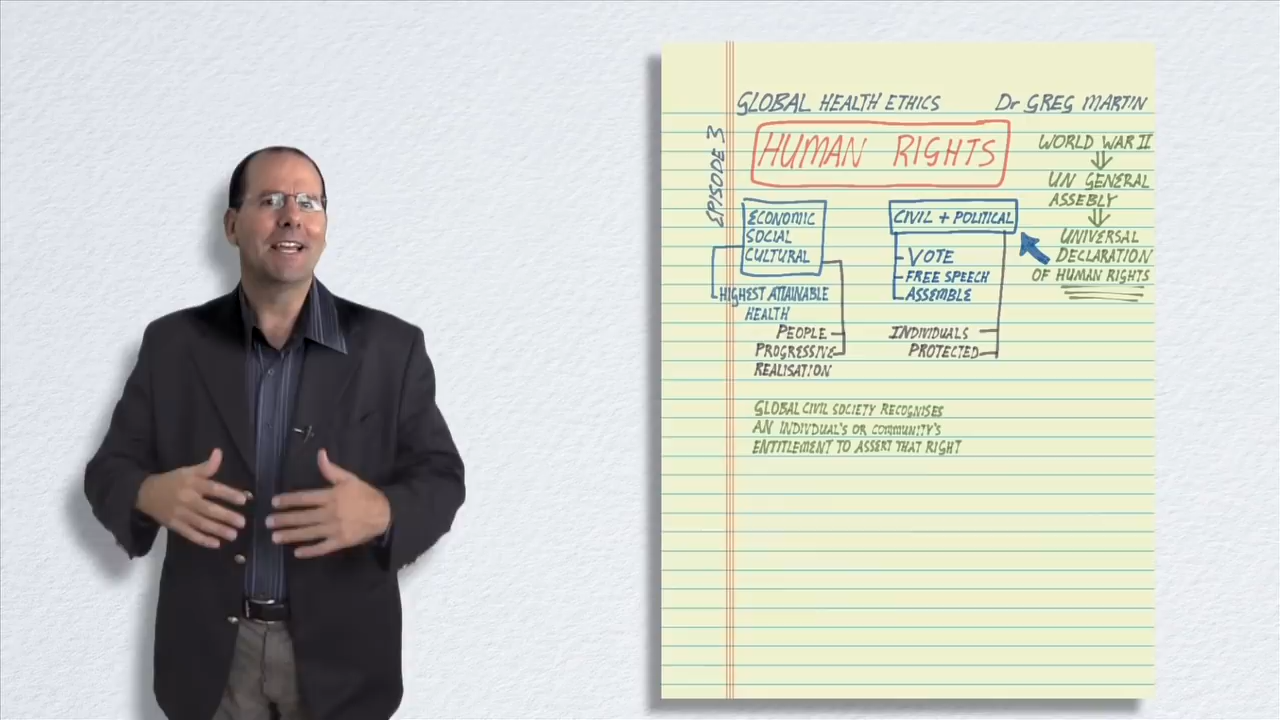 GLOBAL HEALTH ETHICS
Dr GREG MARTIN
EPISODE 3
HUMAN RIGHTS
WORLD WAR II
UN GENERAL
ASSEBLY
UNIVERSAL
DECLARATION
OF HUMAN RIGHTS
ECONOMIC
SOCIAL
CULTURAL
HIGHEST ATTAINABLE
HEALTH
PEOPLE
PROGRESSIVE
REALISATION
CIVIL + POLITICAL
VOTE
FREE SPEECH
ASSEMBLE
INDIVIDUALS
PROTECTED
GLOBAL CIVIL SOCIETY RECOGNISES
AN INDIVDUAL'S OR COMMUNITY'S
ENTITLEMENT TO ASSERT THAT RIGHT